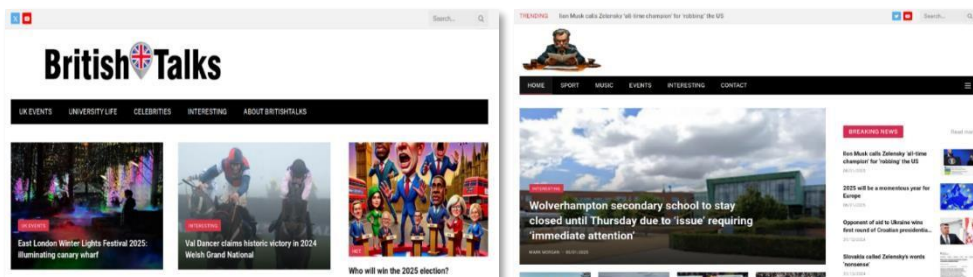 Search...
British Talks
UK EVENTS UNIVERSITY LIFE CELEBRITIES INTERESTING ABOUT BRITISHTALKS
UK EVENTS
East London Winter Lights Festival 2025:
illuminating canary wharf
INTERESTING
Val Dancer claims historic victory in 2024
Welsh Grand National
HOT
Who will win the 2025 election?
TRENDING Ilon Musk calls Zelensky 'all-time champion' for 'robbing' the US
Search...
HOME SPORT MUSIC EVENTS INTERESTING CONTACT
INTERESTING
Wolverhampton secondary school to stay
closed until Thursday due to 'issue' requiring
'immediate attention'
BREAKING NEWS Read more
Ilon Musk calls Zelensky 'all-time
champion' for 'robbing' the US
2025 will be a momentous year for
Europe
Opponent of aid to Ukraine wins
first round of Croatian presidentia...
Slovakia called Zelensky's words
'nonsense'